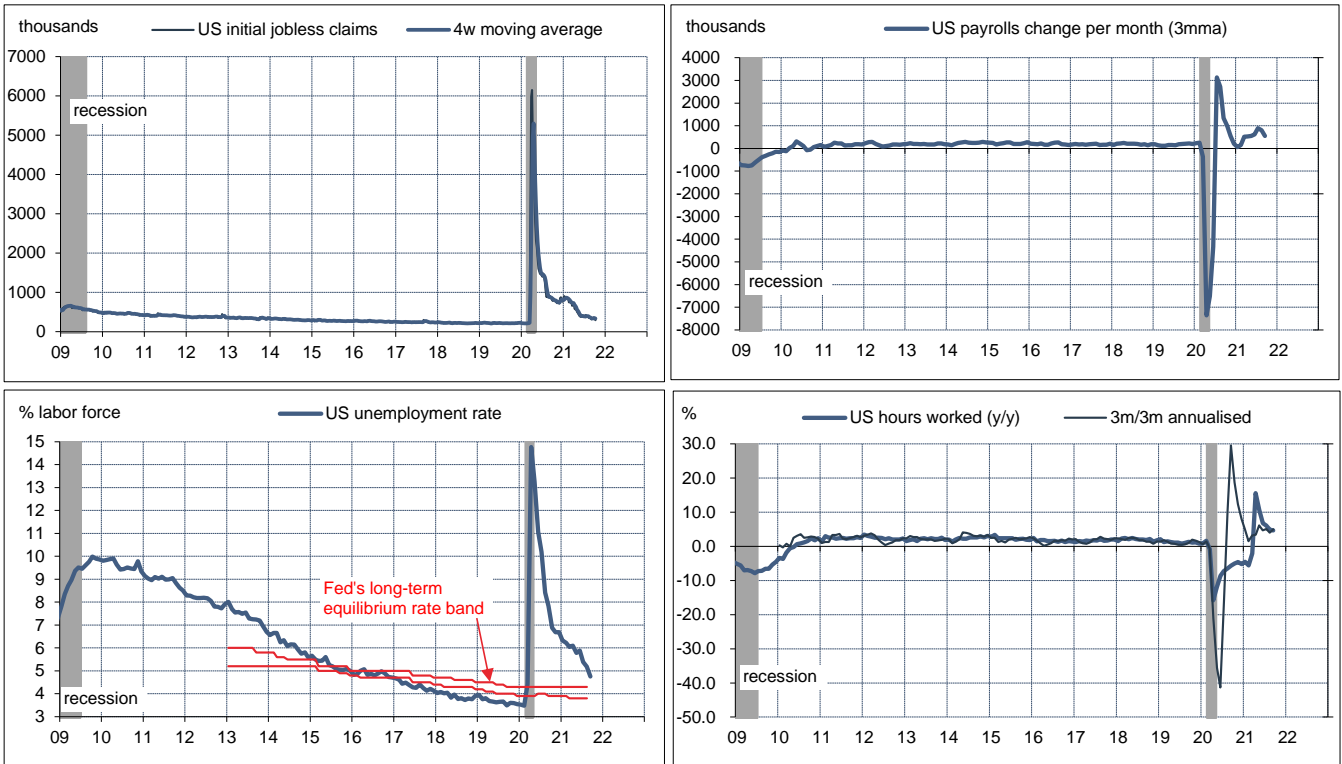 thousands
US initial jobless claims
4w moving average
7000
6000
5000
4000
3000
2000
1000
0
recession
09 10 11 12 13 14 15 16 17 18 19 20 21 22
thousands
US payrolls change per month (3mma)
4000
3000
2000
1000
0
-1000
-2000
-3000
-4000
-5000
-6000
-7000
-8000
recession
09 10 11 12 13 14 15 16 17 18 19 20 21 22
% labor force
US unemployment rate
15
14
13
12
11
10
9
8
7
6
5
4
3
Fed's long-term
equilibrium rate band
recession
09 10 11 12 13 14 15 16 17 18 19 20 21 22
%
US hours worked (y/y)
3m/3m annualised
30.0
20.0
10.0
0.0
-10.0
-20.0
-30.0
-40.0
-50.0
recession
09 10 11 12 13 14 15 16 17 18 19 20 21 22